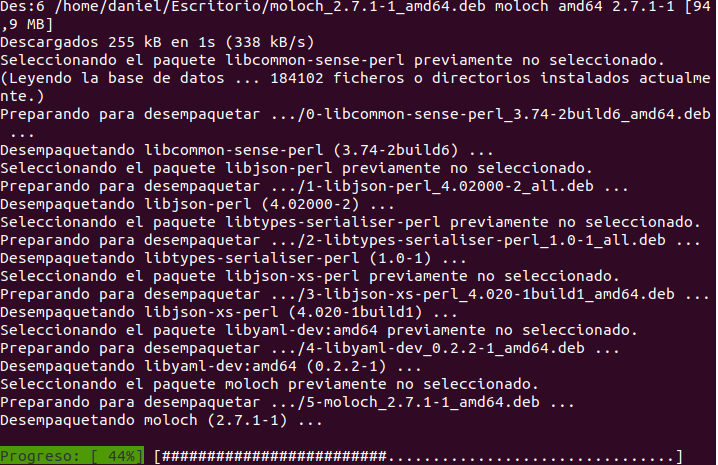 Des:6 /home/daniel/Escritorio/moloch_2.7.1-1_amd64.deb moloch amd64 2.7.1-1 [94
,9 MB]
Descargados 255 kB en 1s (338 kB/s)
Seleccionando el paquete libcommon-sense-perl previamente no seleccionado.
(Leyendo la base de datos ... 184102 ficheros o directorios instalados actualme
nte.)
Preparando para desempaquetar .../0-libcommon-sense-perl_3.74-2build6_amd64.deb
 ...
Desempaquetando libcommon-sense-perl (3.74-2build6) ...
Seleccionando el paquete libjson-perl previamente no seleccionado.
Preparando para desempaquetar .../1-libjson-perl_4.02000-2_all.deb ...
Desempaquetando libjson-perl (4.02000-2) ...
Seleccionando el paquete libtypes-serialiser-perl previamente no seleccionado.
Preparando para desempaquetar .../2-libtypes-serialiser-perl_1.0-1_all.deb ...
Desempaquetando libtypes-serialiser-perl (1.0-1) ...
Seleccionando el paquete libjson-xs-perl previamente no seleccionado.
Preparando para desempaquetar .../3-libjson-xs-perl_4.020-1build1_amd64.deb ...
Desempaquetando libjson-xs-perl (4.020-1build1) ...
Seleccionando el paquete libyaml-dev:amd64 previamente no seleccionado.
Preparando para desempaquetar .../4-libyaml-dev_0.2.2-1_amd64.deb ...
Desempaquetando libyaml-dev:amd64 (0.2.2-1) ...
Seleccionando el paquete moloch previamente no seleccionado.
Preparando para desempaquetar .../5-moloch_2.7.1-1_amd64.deb ...
Desempaquetando moloch (2.7.1-1) ...
Progreso: [ 44%] [#########################................................]